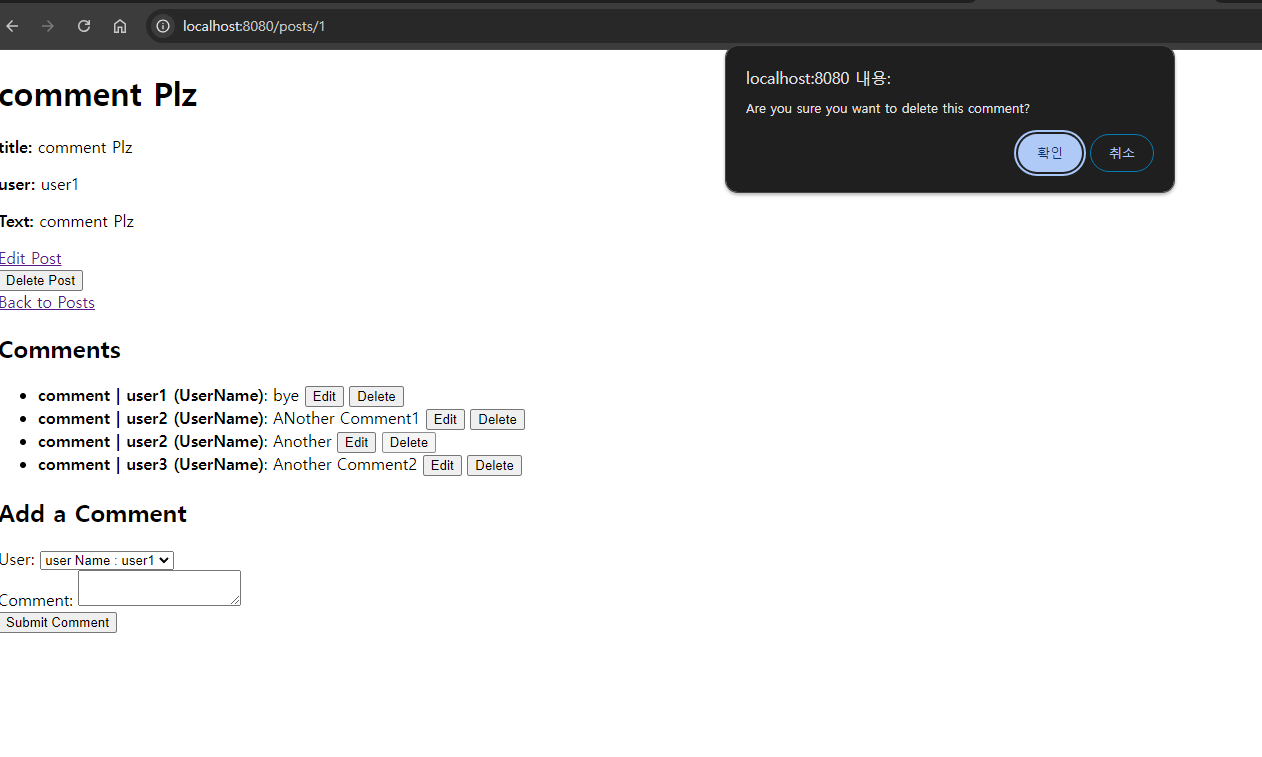 localhost:8080/posts/1
localhost:8080 내용:
Are you sure you want to delete this comment?
확인 취소
comment Plz
title: comment Plz
user: user1
Text: comment Plz
Edit Post
Delete Post
Back to Posts
Comments
comment | user1 (UserName): bye Edit Delete
comment | user2 (UserName): ANother Comment1 Edit Delete
comment | user2 (UserName): Another Edit Delete
comment | user3 (UserName): Another Comment2 Edit Delete
Add a Comment
User: user Name : user1
Comment:
Submit Comment